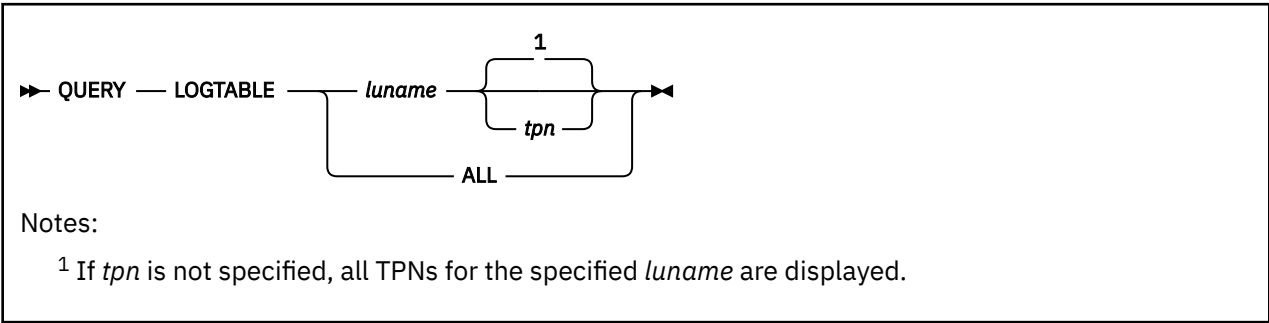 1
QUERY LOGTABLE luname
tpn
ALL
Notes:
1 If tpn is not specified, all TPNs for the specified luname are displayed.